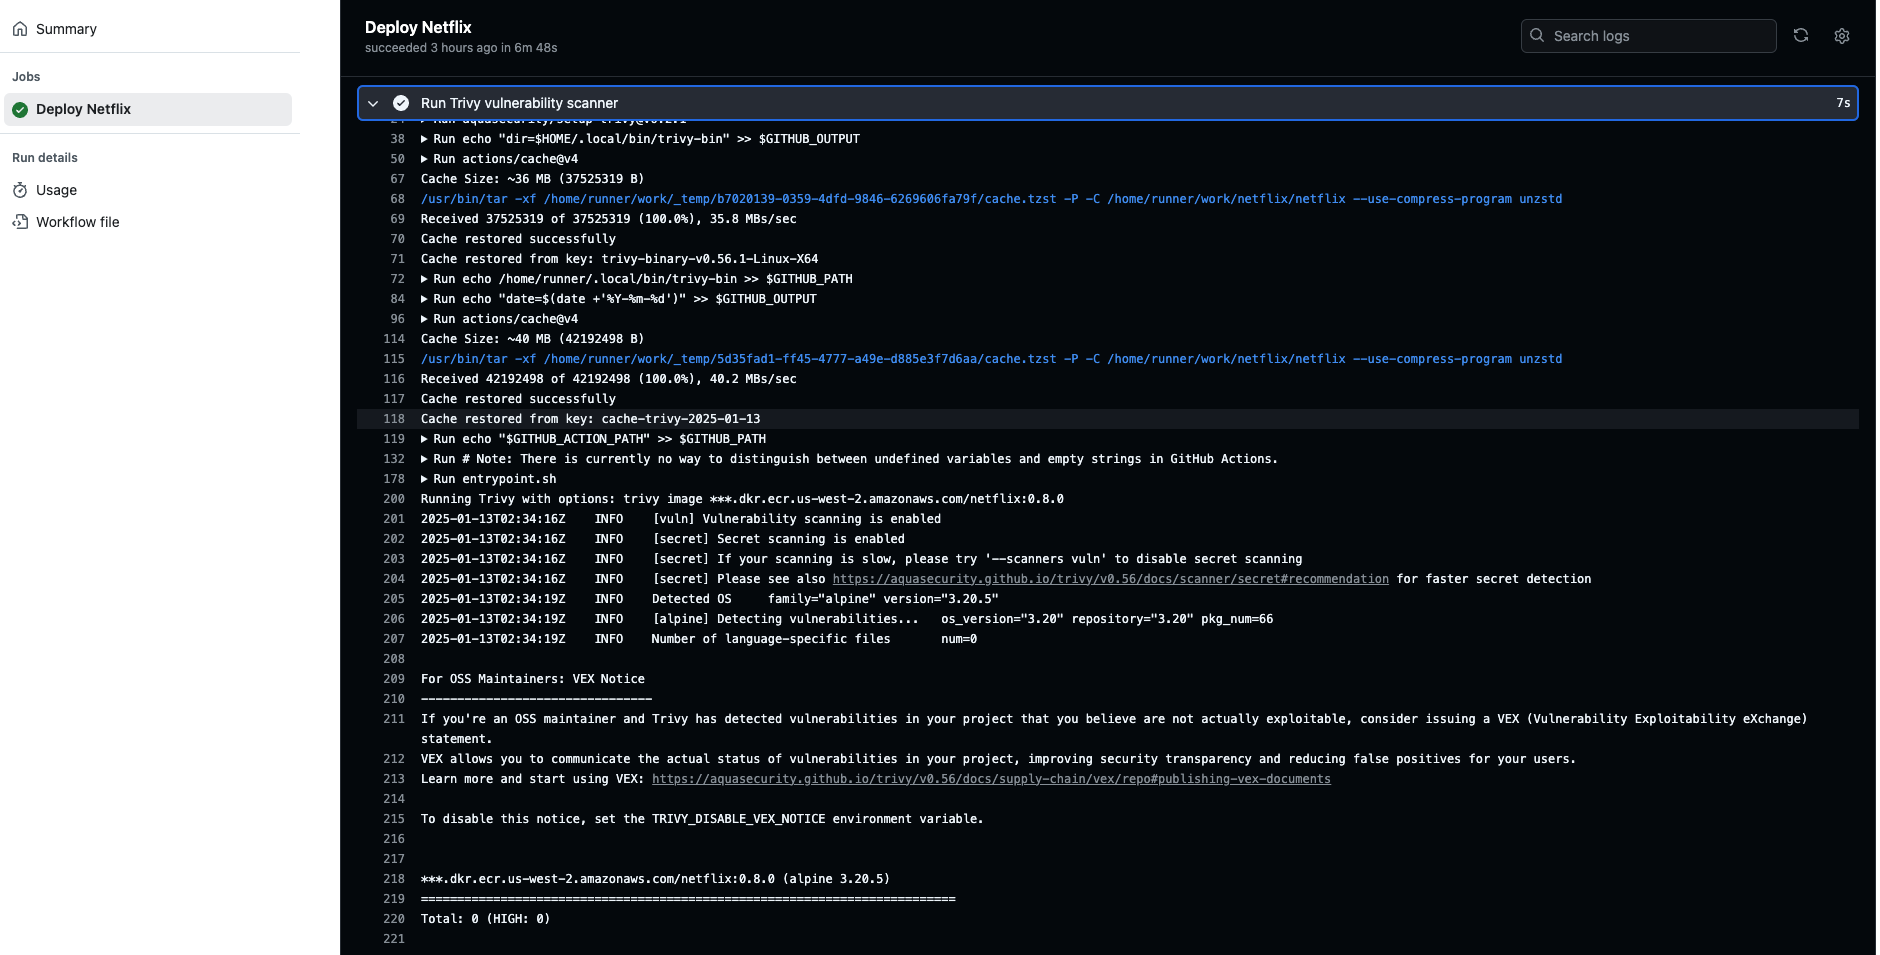 Summary
Jobs
Deploy Netflix
Run details
Usage
Workflow file
Deploy Netflix
succeeded 3 hours ago in 6m 48s
Search logs
Run Trivy vulnerability scanner 7s
38 Run echo "dir=$HOME/.local/bin/trivy-bin" >> $GITHUB_OUTPUT
50 Run actions/cache@v4
67 Cache Size: ~36 MB (37525319 B)
68 /usr/bin/tar -xf /home/runner/work/_temp/b7020139-0359-4dfd-9846-6269606fa79f/cache.tzst -P -C /home/runner/work/netflix/netflix --use-compress-program unzstd
69 Received 37525319 of 37525319 (100.0%), 35.8 MBs/sec
70 Cache restored successfully
71 Cache restored from key: trivy-binary-v0.56.1-Linux-X64
72 Run echo /home/runner/.local/bin/trivy-bin >> $GITHUB_PATH
84 Run echo "date=$(date +'%Y-%m-%d')" >> $GITHUB_OUTPUT
96 Run actions/cache@v4
114 Cache Size: ~40 MB (42192498 B)
115 /usr/bin/tar -xf /home/runner/work/_temp/5d35fad1-ff45-4777-a49e-d885e3f7d6aa/cache.tzst -P -C /home/runner/work/netflix/netflix --use-compress-program unzstd
116 Received 42192498 of 42192498 (100.0%), 40.2 MBs/sec
117 Cache restored successfully
118 Cache restored from key: cache-trivy-2025-01-13
119 Run echo "$GITHUB_ACTION_PATH" >> $GITHUB_PATH
132 Run # Note: There is currently no way to distinguish between undefined variables and empty strings in GitHub Actions.
178 Run entrypoint.sh
200 Running Trivy with options: trivy image ***.dkr.ecr.us-west-2.amazonaws.com/netflix:0.8.0
201 2025-01-13T02:34:16Z INFO [vuln] Vulnerability scanning is enabled
202 2025-01-13T02:34:16Z INFO [secret] Secret scanning is enabled
203 2025-01-13T02:34:16Z INFO [secret] If your scanning is slow, please try '--scanners vuln' to disable secret scanning
204 2025-01-13T02:34:16Z INFO [secret] Please see also https://aquasecurity.github.io/trivy/v0.56/docs/scanner/secret#recommendation for faster secret detection
205 2025-01-13T02:34:19Z INFO Detected OS family="alpine" version="3.20.5"
206 2025-01-13T02:34:19Z INFO [alpine] Detecting vulnerabilities... os_version="3.20" repository="3.20" pkg_num=66
207 2025-01-13T02:34:19Z INFO Number of language-specific files num=0
208
209 For OSS Maintainers: VEX Notice
210 --------------------------------
211 If you're an OSS maintainer and Trivy has detected vulnerabilities in your project that you believe are not actually exploitable, consider issuing a VEX (Vulnerability Exploitability eXchange)
statement.
212 VEX allows you to communicate the actual status of vulnerabilities in your project, improving security transparency and reducing false positives for your users.
213 Learn more and start using VEX: https://aquasecurity.github.io/trivy/v0.56/docs/supply-chain/vex/repo#publishing-vex-documents
214
215 To disable this notice, set the TRIVY_DISABLE_VEX_NOTICE environment variable.
216
217
218 ***.dkr.ecr.us-west-2.amazonaws.com/netflix:0.8.0 (alpine 3.20.5)
219 ==========================================================================
220 Total: 0 (HIGH: 0)
221